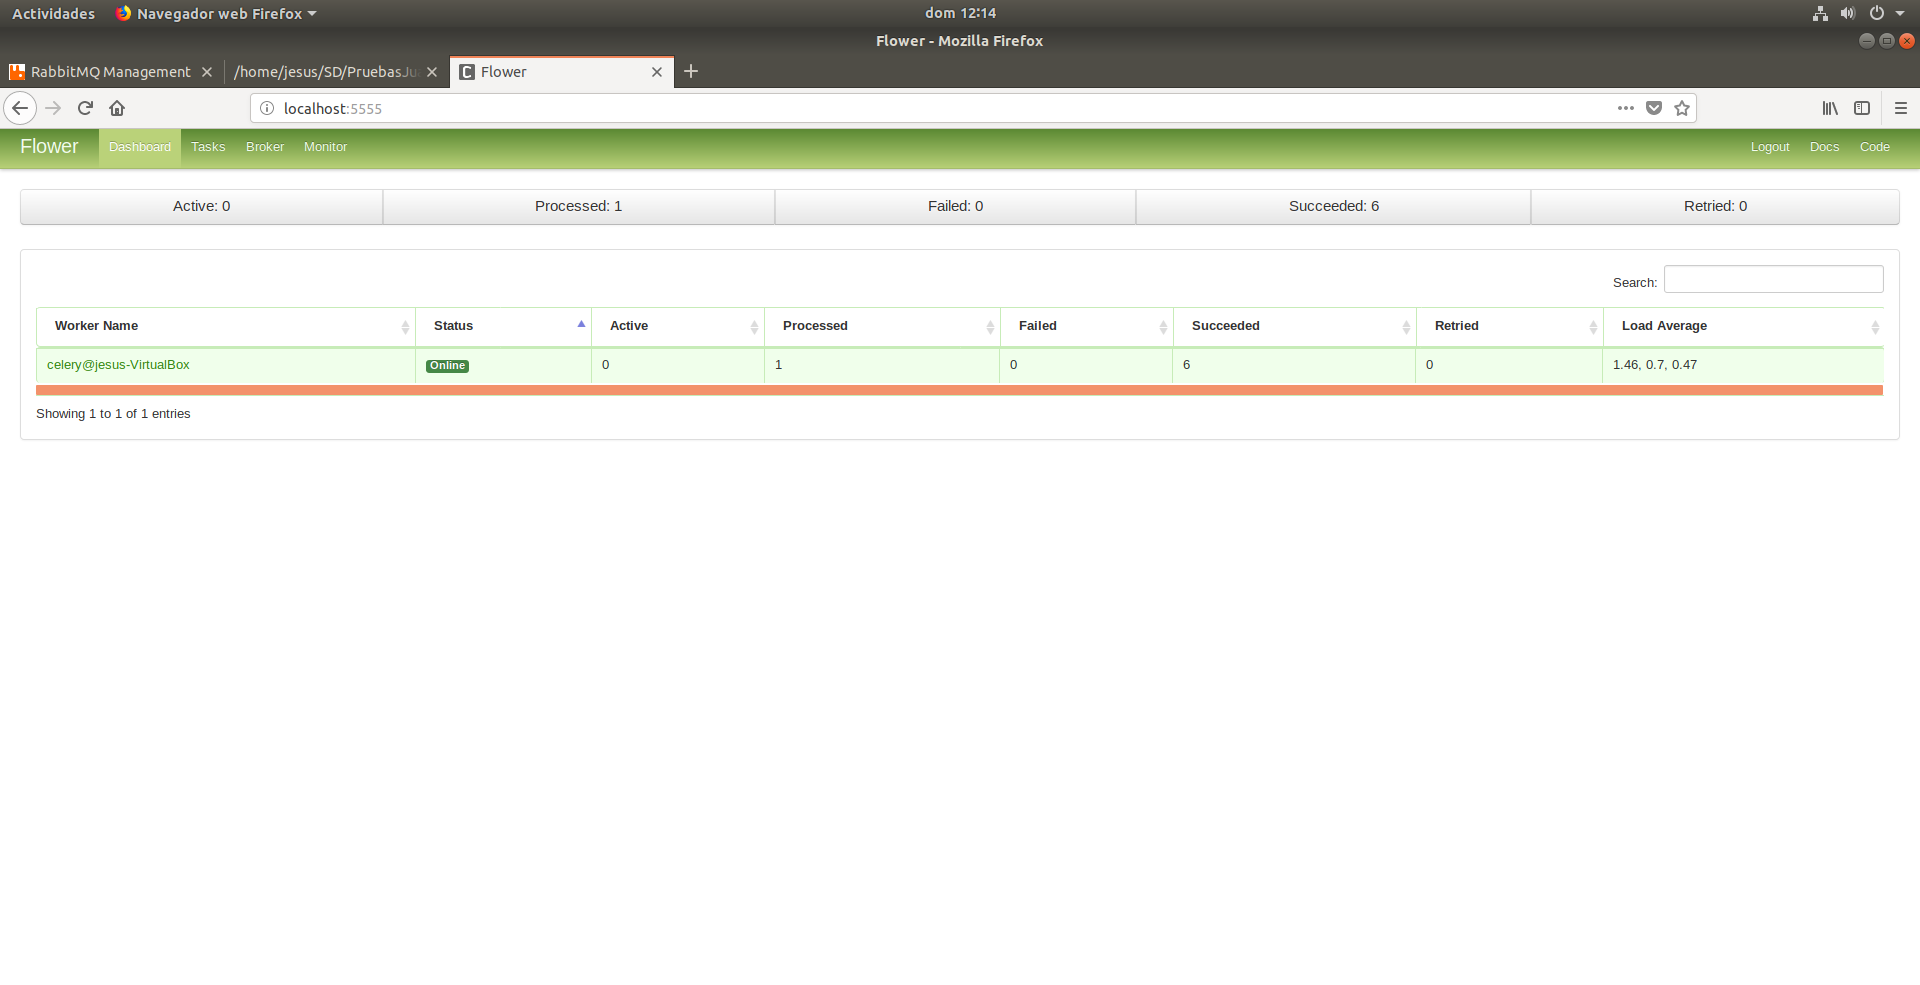 Actividades Navegador web Firefox dom 12:14
Flower - Mozilla Firefox
RabbitMQ Management /home/jesus/SD/PruebasJu Flower
localhost:5555
Flower Dashboard Tasks Broker Monitor Logout Docs Code
Active: 0 Processed: 1 Failed: 0 Succeeded: 6 Retried: 0
Search:
Worker Name Status Active Processed Failed Succeeded Retried Load Average
celery@jesus-VirtualBox Online 0 1 0 6 0 1.46, 0.7, 0.47
Showing 1 to 1 of 1 entries